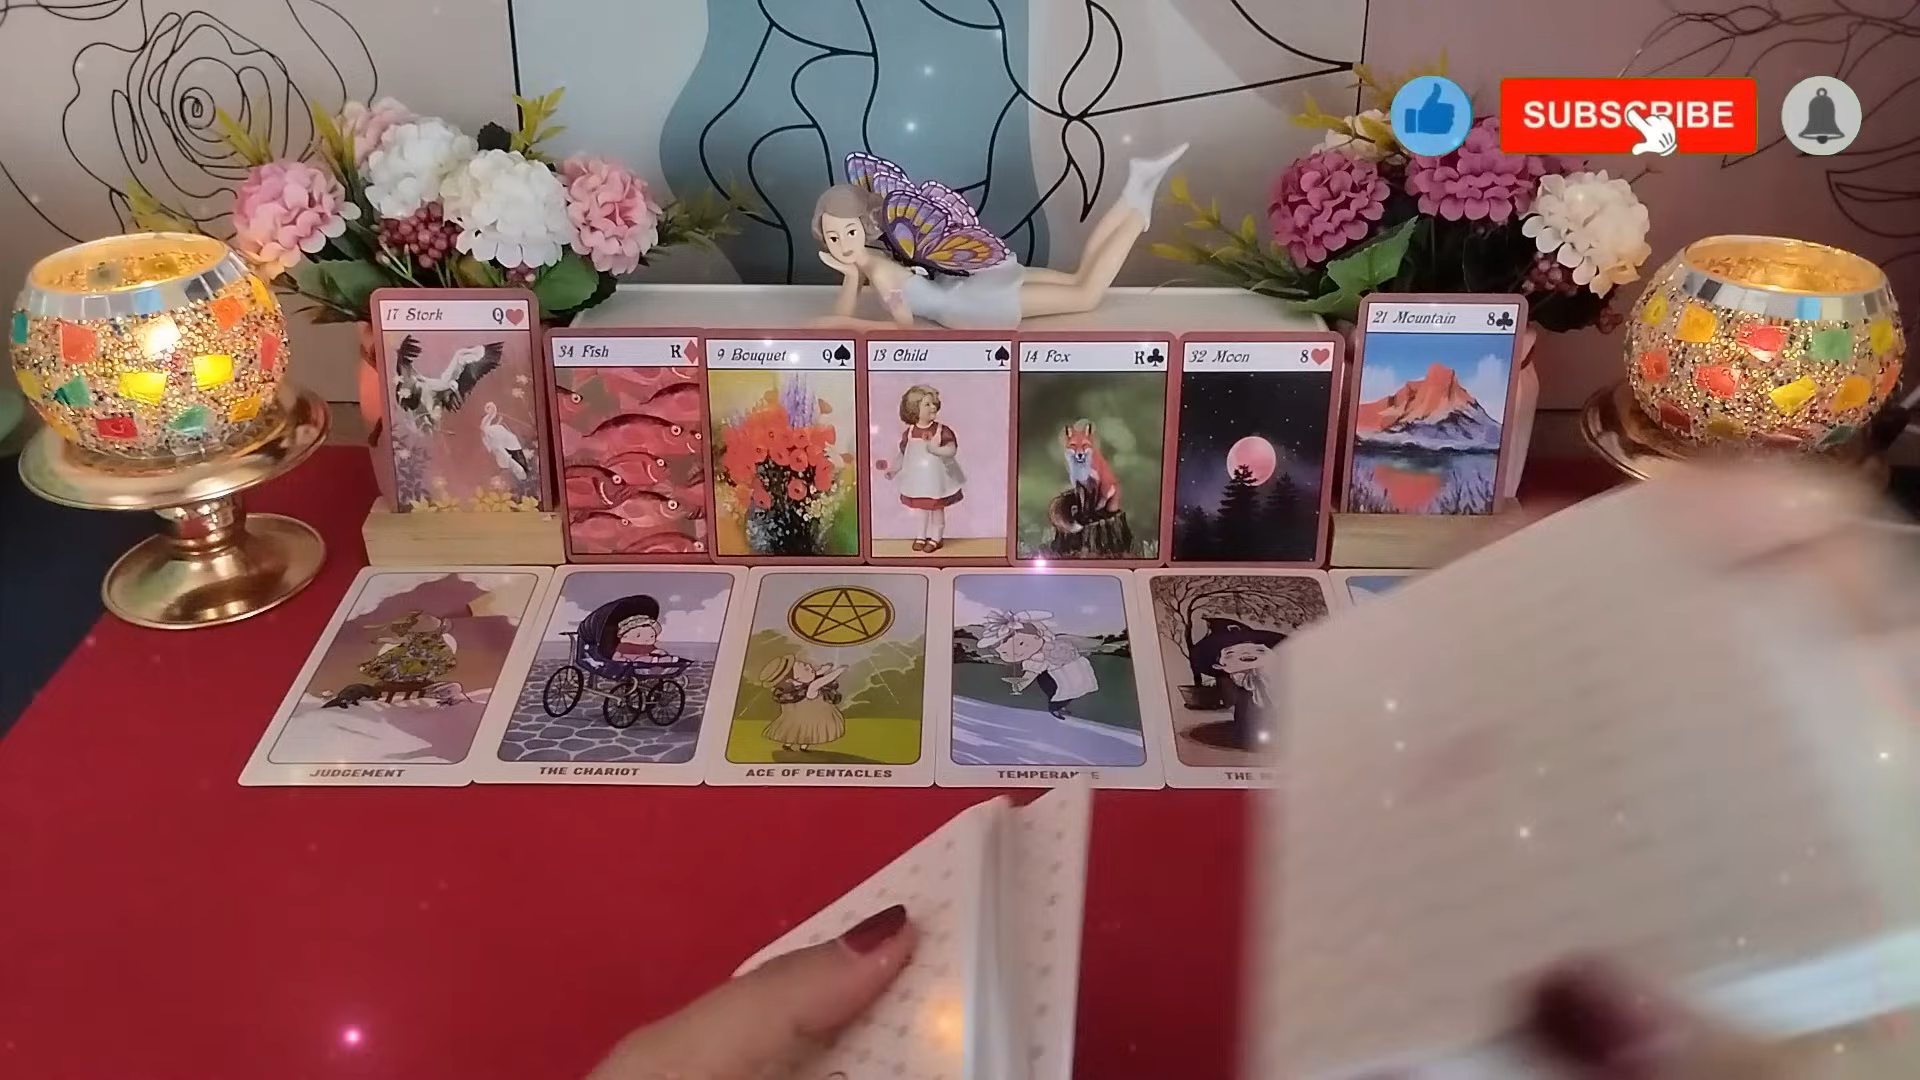 SUBSCRIBE
17 Stork Q
34 Fish K
9 Bouquet Q
13 Child 7
14 Fox K
32 Moon 8
21 Mountain 8
JUDGEMENT
THE CHARIOT
ACE OF PENTACLES
TEMPERANCE
THE